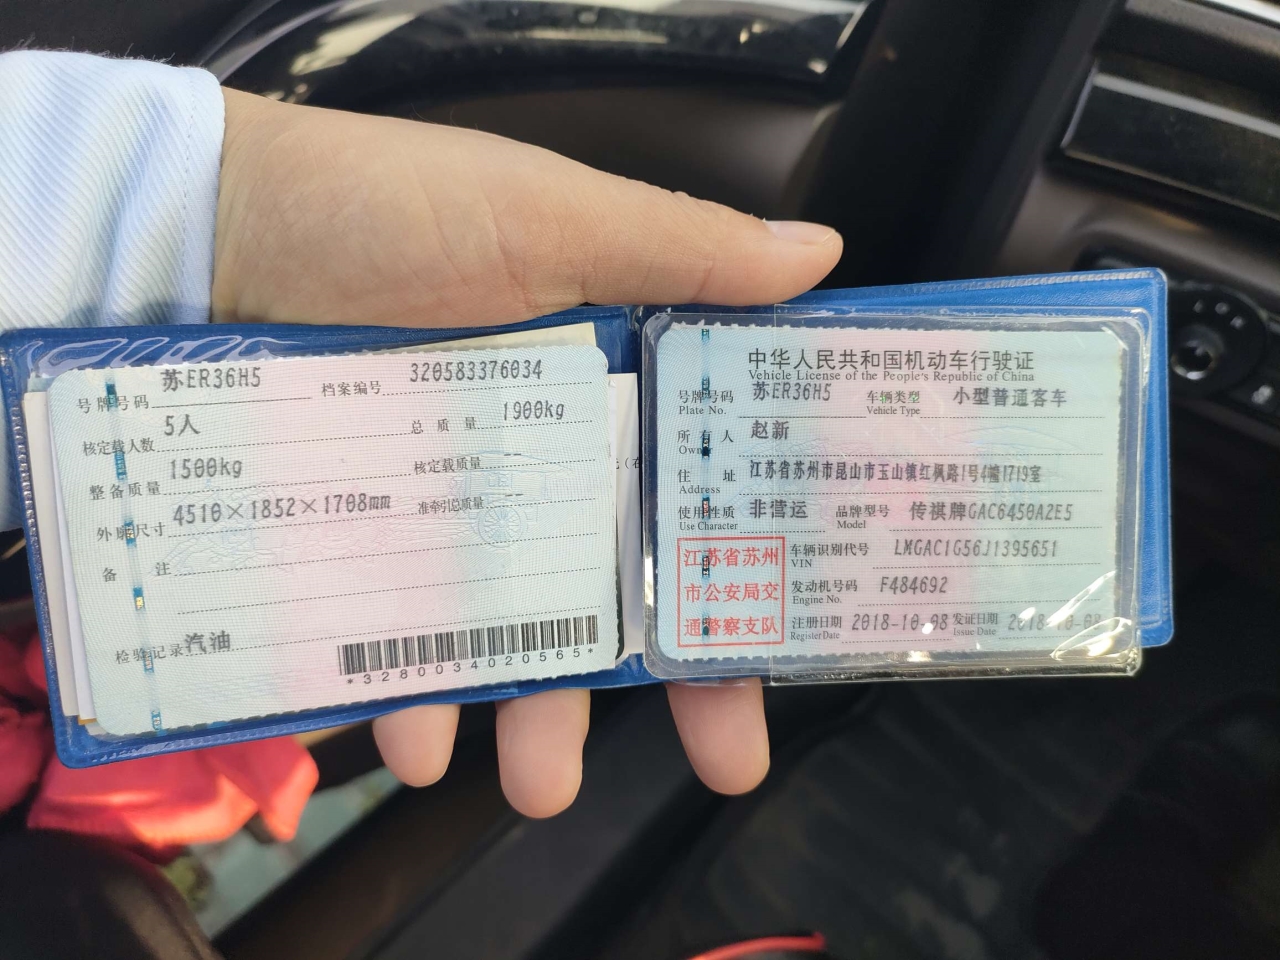 苏ER36H5
号牌号码
档案编号 320583376034
核定载人数 5人
总 质 量 1900kg
整备质量 1500kg
核定载质量 --
外廓尺寸 4510×1852×1708mm
准牵引总质量 --
备 注
检验记录 汽油
*3280034020565*
中华人民共和国机动车行驶证
Vehicle License of the People's Republic of China
号牌号码 苏ER36H5 车辆类型 小型普通客车
Plate No. Vehicle Type
所 有 人 赵新
Owner
住 址 江苏省苏州市昆山市玉山镇红枫路1号4幢1719室
Address
使用性质 非营运 品牌型号 传祺牌GAC6450A2E5
Use Character Model
江苏省苏州
市公安局交
通警察支队
车辆识别代号 LMGAC1G56J1395651
VIN
发动机号码 F484692
Engine No.
注册日期 2018-10-08 发证日期 2018-10-08
Register Date Issue Date